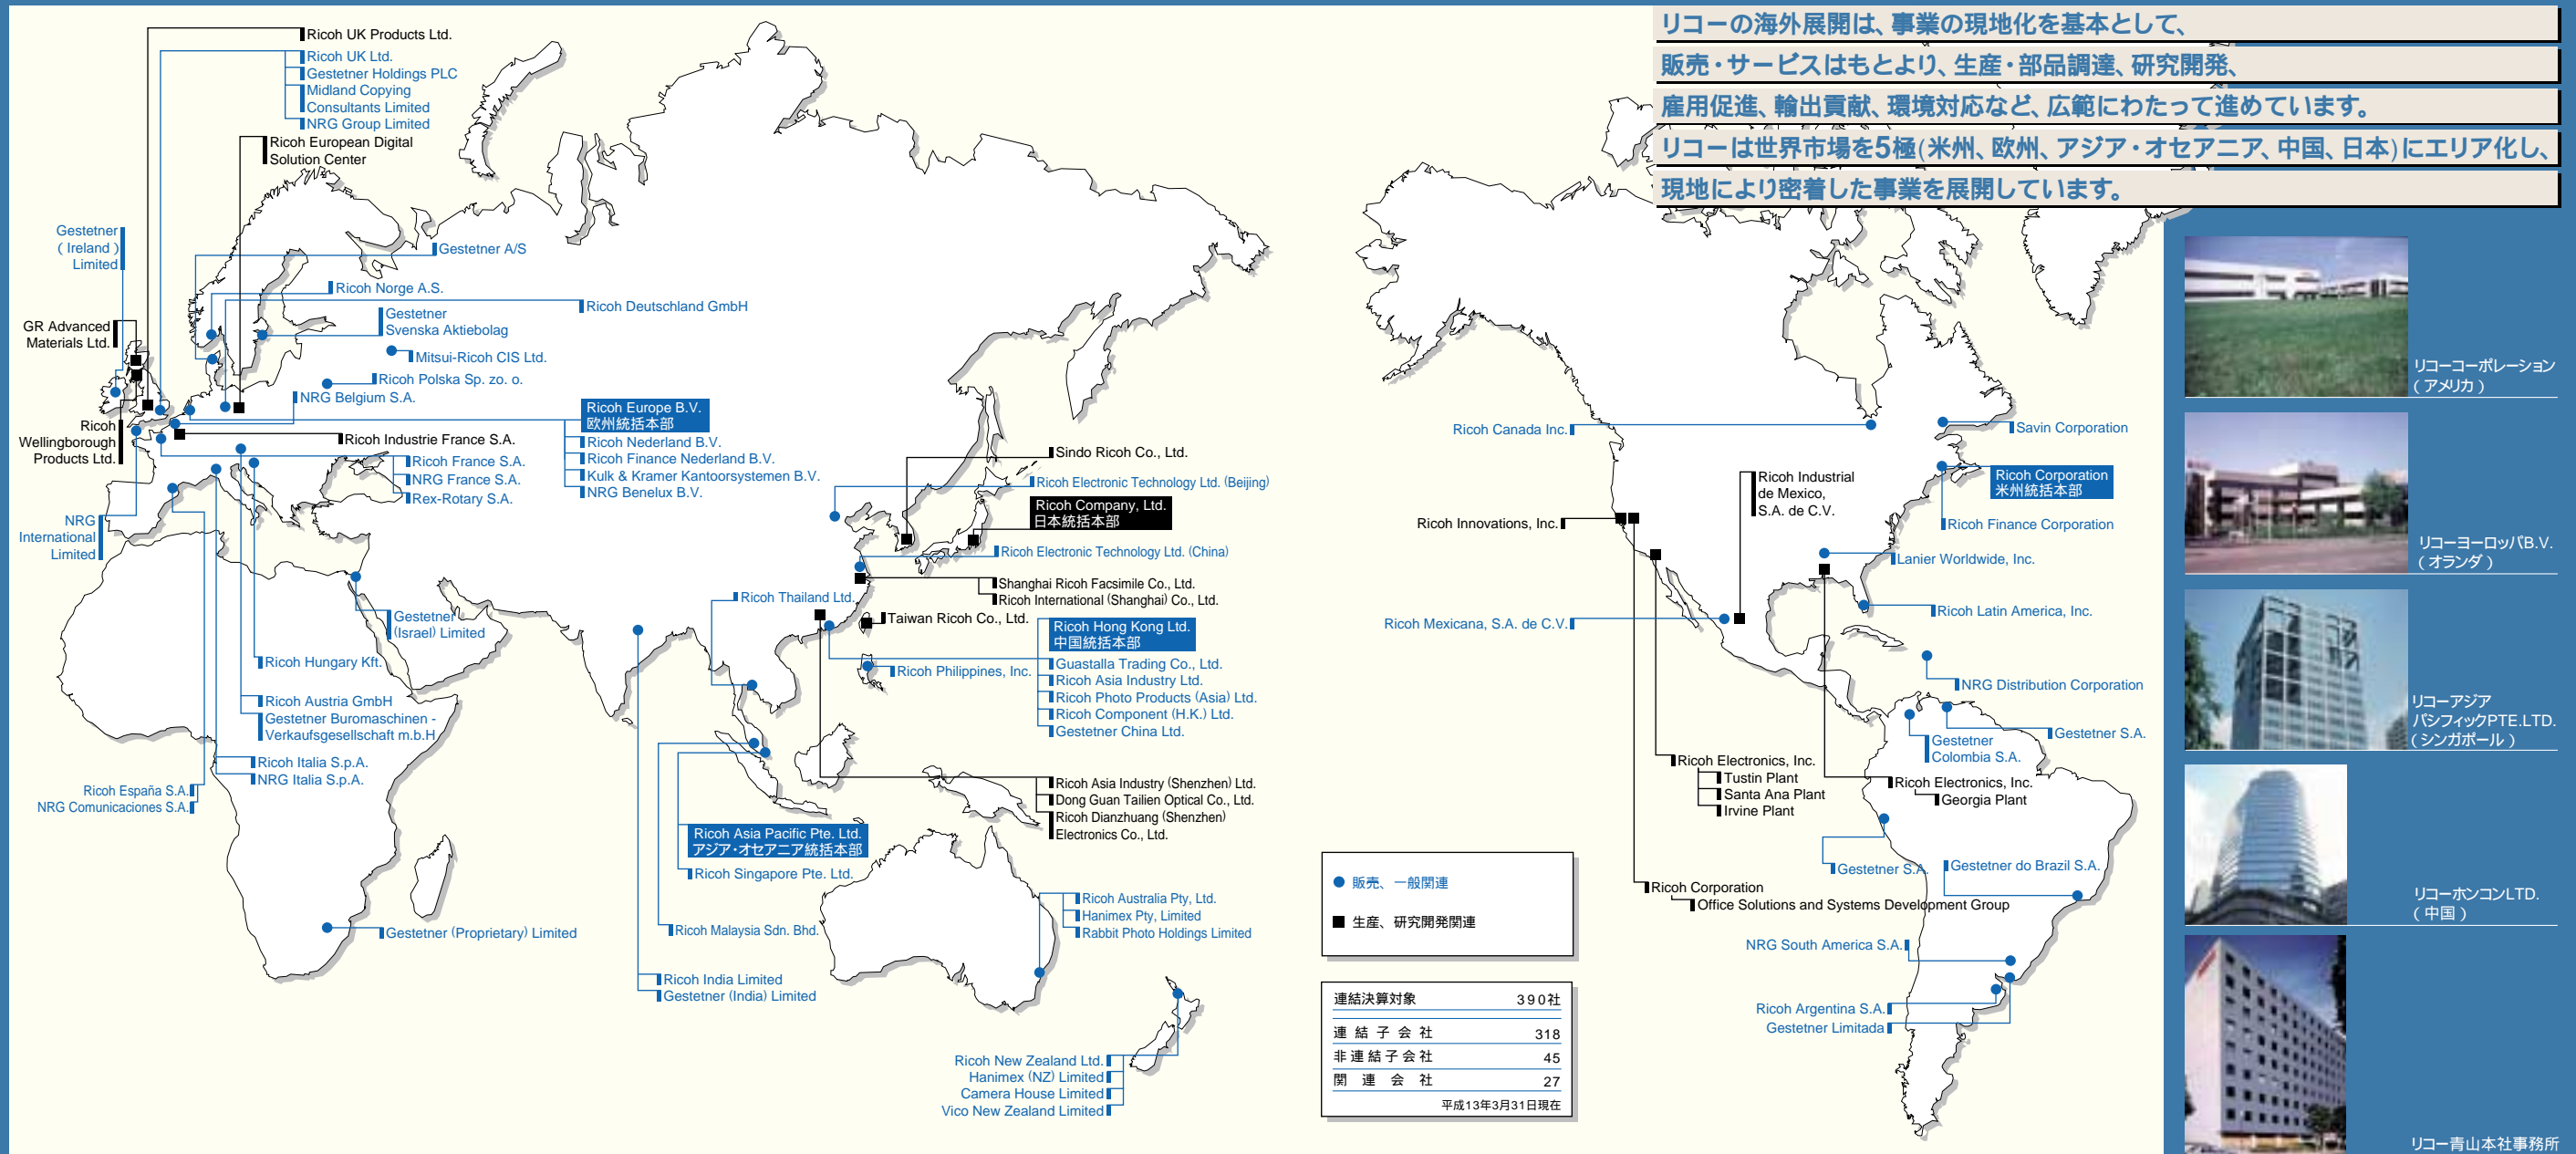 リコーの海外展開は、事業の現地化を基本として、
販売・サービスはもとより、生産・部品調達、研究開発、
雇用促進、輸出貢献、環境対応など、広範にわたって進めています。
リコーは世界市場を5極(米州、欧州、アジア・オセアニア、中国、日本)にエリア化し、
現地により密着した事業を展開しています。
Ricoh UK Products Ltd.
Ricoh UK Ltd.
Gestetner Holdings PLC
Midland Copying
Consultants Limited
NRG Group Limited
Ricoh European Digital
Solution Center
Gestetner
( Ireland )
Limited
Gestetner A/S
Ricoh Norge A.S.
Ricoh Deutschland GmbH
Gestetner
Svenska Aktiebolag
GR Advanced
Materials Ltd.
Mitsui-Ricoh CIS Ltd.
Ricoh Polska Sp. zo. o.
NRG Belgium S.A.
Ricoh Europe B.V.
欧州統括本部
Ricoh Nederland B.V.
Ricoh Finance Nederland B.V.
Kulk & Kramer Kantoorsystemen B.V.
NRG Benelux B.V.
Ricoh
Wellingborough
Products Ltd.
Ricoh Industrie France S.A.
Ricoh France S.A.
NRG France S.A.
Rex-Rotary S.A.
NRG
International
Limited
Gestetner
(Israel) Limited
Ricoh Hungary Kft.
Ricoh Austria GmbH
Gestetner Buromaschinen -
Verkaufsgesellschaft m.b.H
Ricoh Italia S.p.A.
NRG Italia S.p.A.
Ricoh España S.A.
NRG Comunicaciones S.A.
Gestetner (Proprietary) Limited
Sindo Ricoh Co., Ltd.
Ricoh Electronic Technology Ltd. (Beijing)
Ricoh Company, Ltd.
日本統括本部
Ricoh Electronic Technology Ltd. (China)
Shanghai Ricoh Facsimile Co., Ltd.
Ricoh International (Shanghai) Co., Ltd.
Ricoh Thailand Ltd.
Taiwan Ricoh Co., Ltd.
Ricoh Hong Kong Ltd.
中国統括本部
Guastalla Trading Co., Ltd.
Ricoh Asia Industry Ltd.
Ricoh Photo Products (Asia) Ltd.
Ricoh Component (H.K.) Ltd.
Gestetner China Ltd.
Ricoh Philippines, Inc.
Ricoh Asia Industry (Shenzhen) Ltd.
Dong Guan Tailien Optical Co., Ltd.
Ricoh Dianzhuang (Shenzhen)
Electronics Co., Ltd.
Ricoh Asia Pacific Pte. Ltd.
アジア・オセアニア統括本部
Ricoh Singapore Pte. Ltd.
Ricoh Malaysia Sdn. Bhd.
Ricoh India Limited
Gestetner (India) Limited
Ricoh Australia Pty, Ltd.
Hanimex Pty, Limited
Rabbit Photo Holdings Limited
Ricoh New Zealand Ltd.
Hanimex (NZ) Limited
Camera House Limited
Vico New Zealand Limited
Ricoh Canada Inc.
Savin Corporation
Ricoh Industrial
de Mexico,
S.A. de C.V.
Ricoh Corporation
米州統括本部
Ricoh Innovations, Inc.
Ricoh Finance Corporation
Lanier Worldwide, Inc.
Ricoh Latin America, Inc.
Ricoh Mexicana, S.A. de C.V.
NRG Distribution Corporation
Gestetner S.A.
Gestetner
Colombia S.A.
Ricoh Electronics, Inc.
Tustin Plant
Santa Ana Plant
Irvine Plant
Ricoh Electronics, Inc.
Georgia Plant
Gestetner S.A.
Gestetner do Brazil S.A.
Ricoh Corporation
Office Solutions and Systems Development Group
NRG South America S.A.
Ricoh Argentina S.A.
Gestetner Limitada
● 販売、一般関連
■ 生産、研究開発関連
連結決算対象 390社
連結子会社 318
非連結子会社 45
関連会社 27
平成13年3月31日現在
リコーコーポレーション
( アメリカ )
リコーヨーロッパB.V.
( オランダ )
リコーアジア
パシフィックPTE.LTD.
( シンガポール )
リコーホンコンLTD.
( 中国 )
リコー青山本社事務所